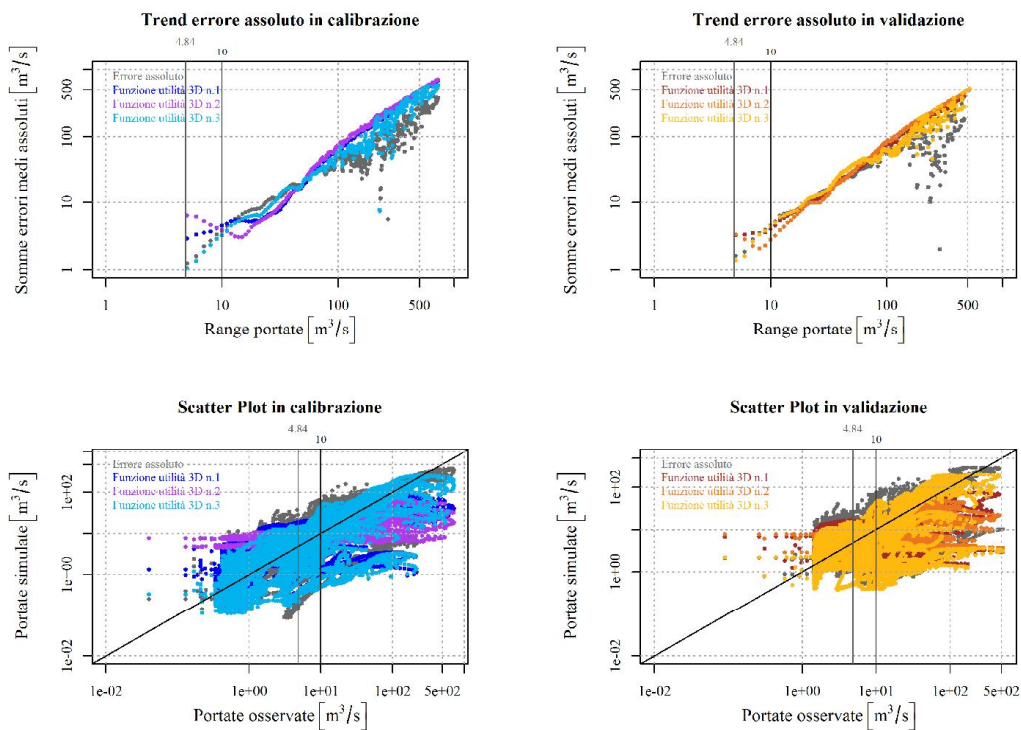 Trend errore assoluto in calibrazione
4.84
10
Somme errori medi assoluti [m³/s]
500
100
10
1
Errore assoluto
Funzione utilità 3D n.1
Funzione utilità 3D n.2
Funzione utilità 3D n.3
1 10 100 500
Range portate [m³/s]
Trend errore assoluto in validazione
4.84
10
Somme errori medi assoluti [m³/s]
500
100
10
1
Errore assoluto
Funzione utilità 3D n.1
Funzione utilità 3D n.2
Funzione utilità 3D n.3
1 10 100 500
Range portate [m³/s]
Scatter Plot in calibrazione
4.84
10
Portate simulate [m³/s]
1e+02
1e+00
1e-02
Errore assoluto
Funzione utilità 3D n.1
Funzione utilità 3D n.2
Funzione utilità 3D n.3
1e-02 1e+00 1e+01 1e+02 5e+02
Portate osservate [m³/s]
Scatter Plot in validazione
4.84
10
Portate simulate [m³/s]
1e+02
1e+00
1e-02
Errore assoluto
Funzione utilità 3D n.1
Funzione utilità 3D n.2
Funzione utilità 3D n.3
1e-02 1e+00 1e+01 1e+02 5e+02
Portate osservate [m³/s]